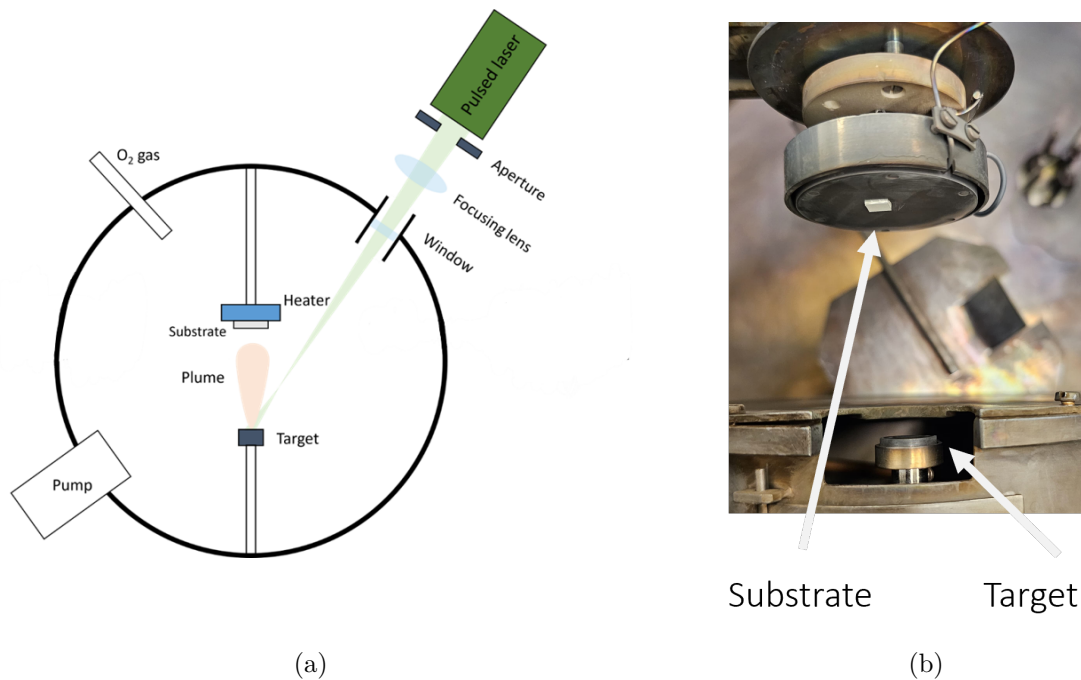 Pulsed laser
O₂ gas
Aperture
Focusing lens
Window
Heater
Substrate
Plume
Target
Pump
Substrate
Target
(a)
(b)